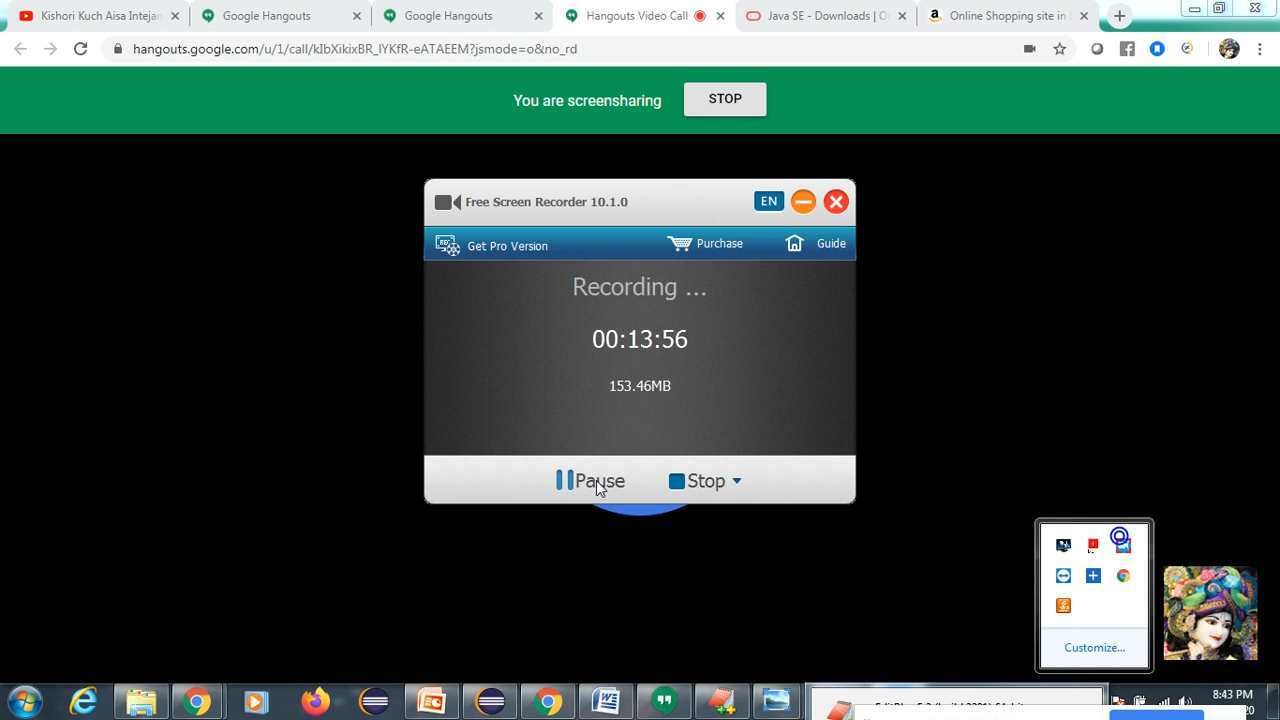 Kishori Kuch Aisa Intejan
Google Hangouts
Google Hangouts
Hangouts Video Call
Java SE - Downloads | Or
Online Shopping site in I
hangouts.google.com/u/1/call/kIbXikixBR_IYKfR-eATAEEM?jsmode=o&no_rd
You are screensharing
STOP
Free Screen Recorder 10.1.0
EN
Get Pro Version
Purchase
Guide
Recording ...
00:13:56
153.46MB
Pause
Stop
Customize...
8:43 PM